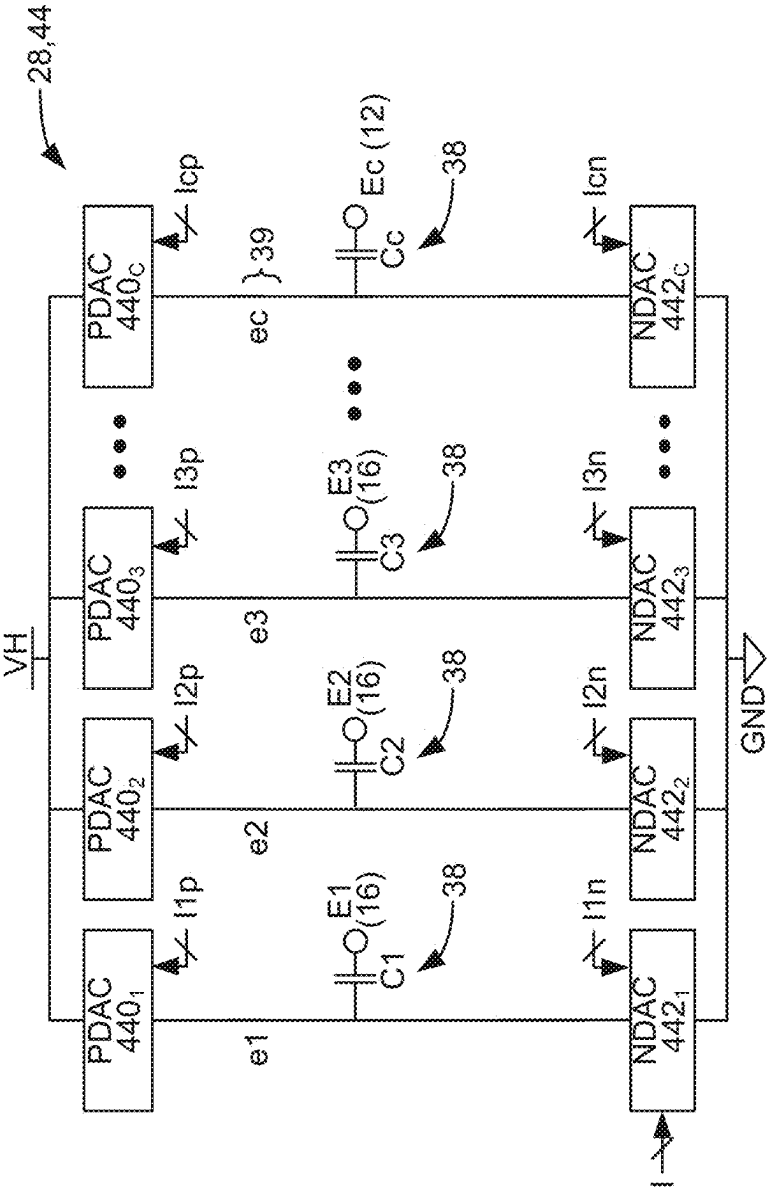 28,44
VH
PDAC
440₁
PDAC
440₂
PDAC
440₃
PDAC
440C
I1p
I2p
I3p
Icp
e1
e2
e3
ec } 39
E1
(16)
E2
(16)
E3
(16)
Ec (12)
C1
C2
C3
Cc
38
38
38
38
I1n
I2n
I3n
Icn
I
NDAC
442₁
NDAC
442₂
NDAC
442₃
NDAC
442C
GND